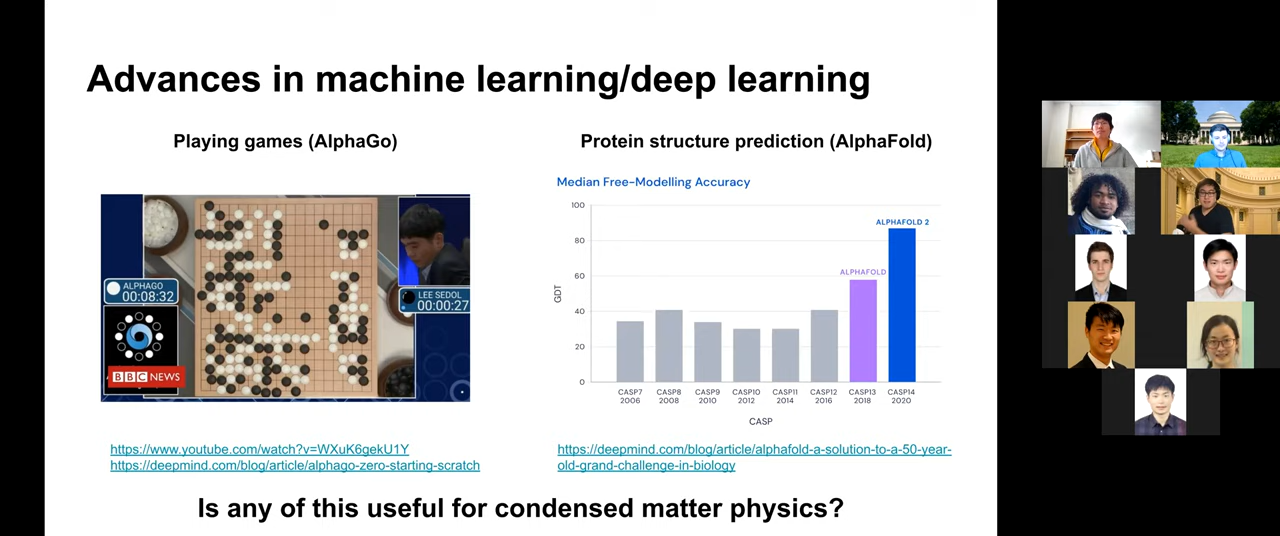 Advances in machine learning/deep learning
Playing games (AlphaGo)
ALPHAGO
00:08:32
LEE SEDOL
00:00:27
BBC NEWS
https://www.youtube.com/watch?v=WXuK6gekU1Y
https://deepmind.com/blog/article/alphago-zero-starting-scratch
Protein structure prediction (AlphaFold)
Median Free-Modelling Accuracy
GDT
100
80
60
40
20
0
ALPHAFOLD
ALPHAFOLD 2
CASP7 CASP8 CASP9 CASP10 CASP11 CASP12 CASP13 CASP14
2006 2008 2010 2012 2014 2016 2018 2020
CASP
https://deepmind.com/blog/article/alphafold-a-solution-to-a-50-year-
old-grand-challenge-in-biology
Is any of this useful for condensed matter physics?